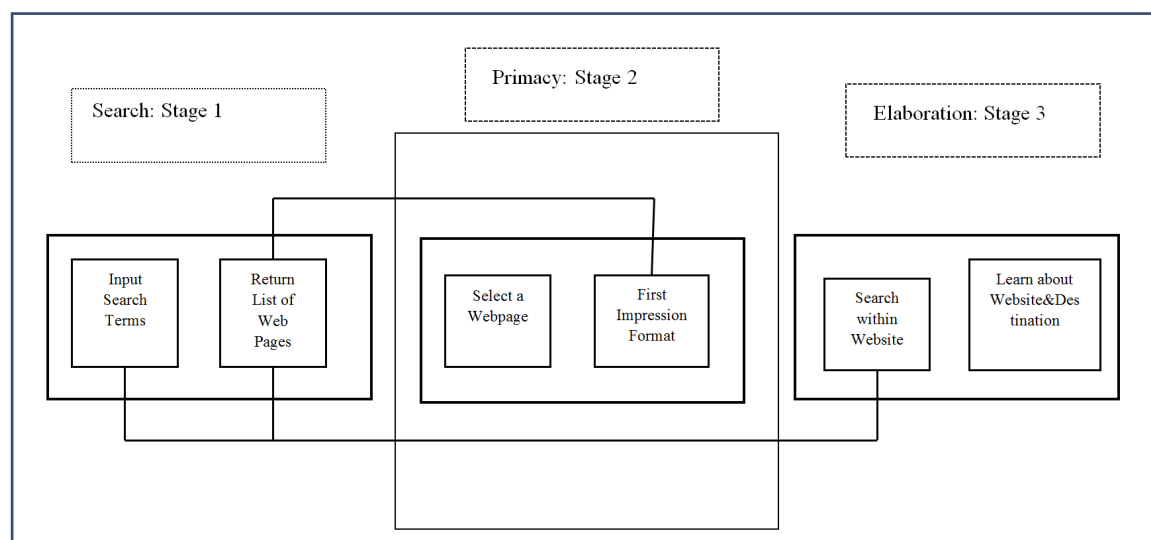 Search: Stage 1
Primacy: Stage 2
Elaboration: Stage 3
Input
Search
Terms
Return
List of
Web
Pages
Select a
Webpage
First
Impression
Format
Search
within
Website
Learn about
Website&Des
tination